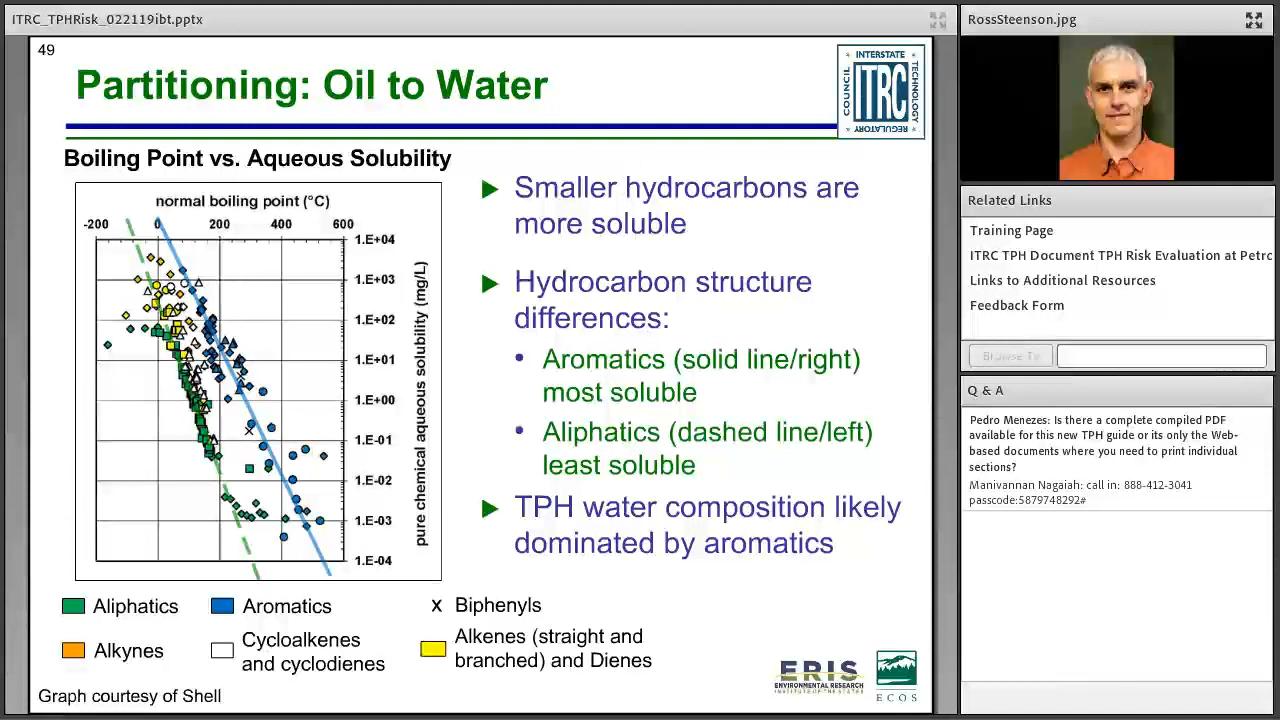 ITRC_TPHRisk_022119ibt.pptx
49
Partitioning: Oil to Water
INTERSTATE
COUNCIL
ITRC
TECHNOLOGY
REGULATORY
Boiling Point vs. Aqueous Solubility
normal boiling point (°C)
-200 0 200 400 600
1.E+04
1.E+03
1.E+02
1.E+01
1.E+00
1.E-01
1.E-02
1.E-03
1.E-04
pure chemical aqueous solubility (mg/L)
Smaller hydrocarbons are
more soluble
Hydrocarbon structure
differences:
• Aromatics (solid line/right)
most soluble
• Aliphatics (dashed line/left)
least soluble
TPH water composition likely
dominated by aromatics
Aliphatics
Aromatics
x Biphenyls
Alkynes
Cycloalkenes
and cyclodienes
Alkenes (straight and
branched) and Dienes
Graph courtesy of Shell
ERIS
ENVIRONMENTAL RESEARCH
INSTITUTE OF THE STATES
ECOS
RossSteenson.jpg
Related Links
Training Page
ITRC TPH Document TPH Risk Evaluation at Petrc
Links to Additional Resources
Feedback Form
Browse To
Q & A
Pedro Menezes: Is there a complete compiled PDF
available for this new TPH guide or its only the Web-
based documents where you need to print individual
sections?
Manivannan Nagaiah: call in: 888-412-3041
passcode:5879748292#